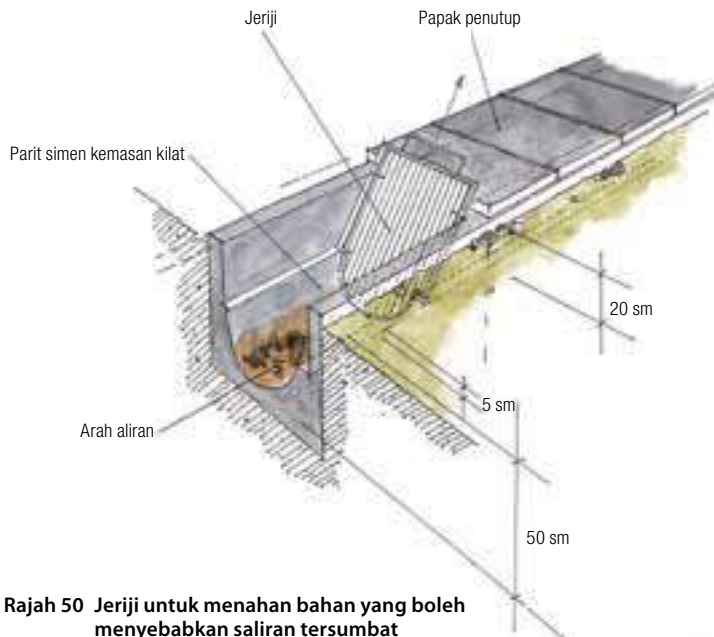 Jeriji
Papak penutup
Parit simen kemasan kilat
20 sm
5 sm
Arah aliran
50 sm
Rajah 50 Jeriji untuk menahan bahan yang boleh
menyebabkan saliran tersumbat